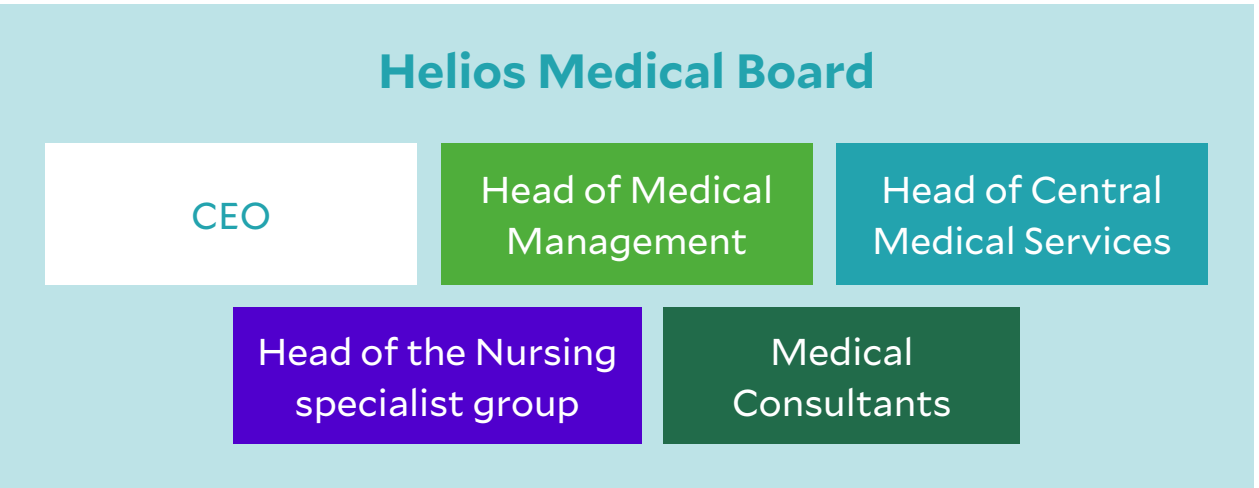 Helios Medical Board
CEO
Head of Medical
Management
Head of Central
Medical Services
Head of the Nursing
specialist group
Medical
Consultants